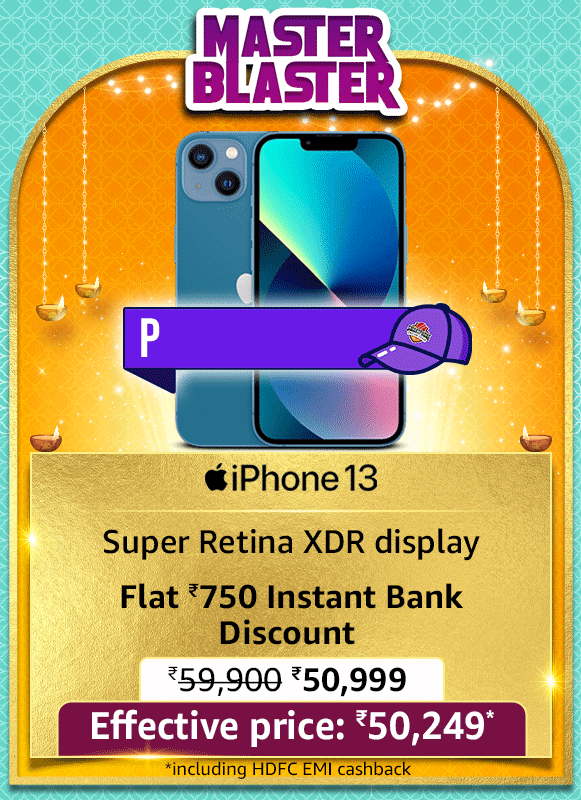 MASTER
BLASTER
P
iPhone 13
Super Retina XDR display
Flat ₹750 Instant Bank
Discount
₹59,900 ₹50,999
Effective price: ₹50,249*
*including HDFC EMI cashback